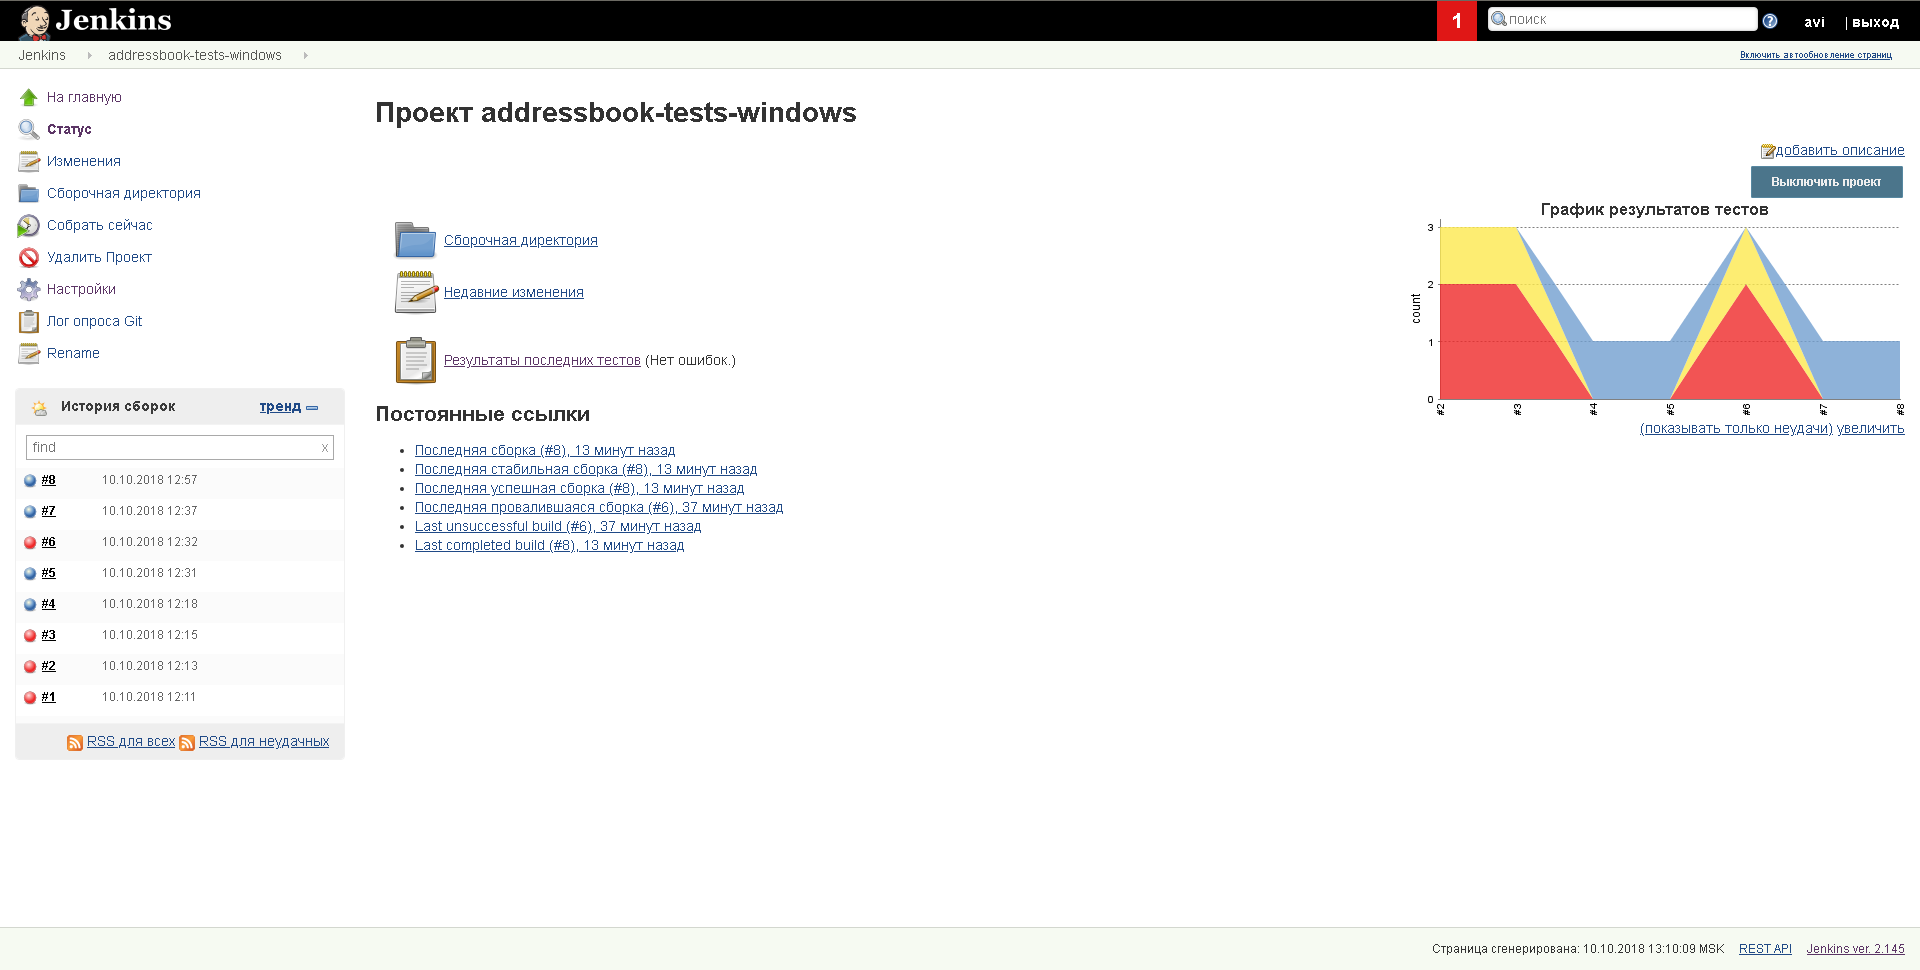 Jenkins
1
поиск
avi
| выход
Jenkins
addressbook-tests-windows
Включить автообновление страниц
На главную
Статус
Изменения
Сборочная директория
Собрать сейчас
Удалить Проект
Настройки
Лог опроса Git
Rename
История сборок
тренд
find
x
#8 10.10.2018 12:57
#7 10.10.2018 12:37
#6 10.10.2018 12:32
#5 10.10.2018 12:31
#4 10.10.2018 12:18
#3 10.10.2018 12:15
#2 10.10.2018 12:13
#1 10.10.2018 12:11
RSS для всех RSS для неудачных
Проект addressbook-tests-windows
добавить описание
Выключить проект
Сборочная директория
Недавние изменения
Результаты последних тестов (Нет ошибок.)
Постоянные ссылки
Последняя сборка (#8), 13 минут назад
Последняя стабильная сборка (#8), 13 минут назад
Последняя успешная сборка (#8), 13 минут назад
Последняя провалившаяся сборка (#6), 37 минут назад
Last unsuccessful build (#6), 37 минут назад
Last completed build (#8), 13 минут назад
График результатов тестов
3
2
1
0
count
#2 #3 #4 #5 #6 #7 #8
(показывать только неудачи) увеличить
Страница сгенерирована: 10.10.2018 13:10:09 MSK REST API Jenkins ver. 2.145